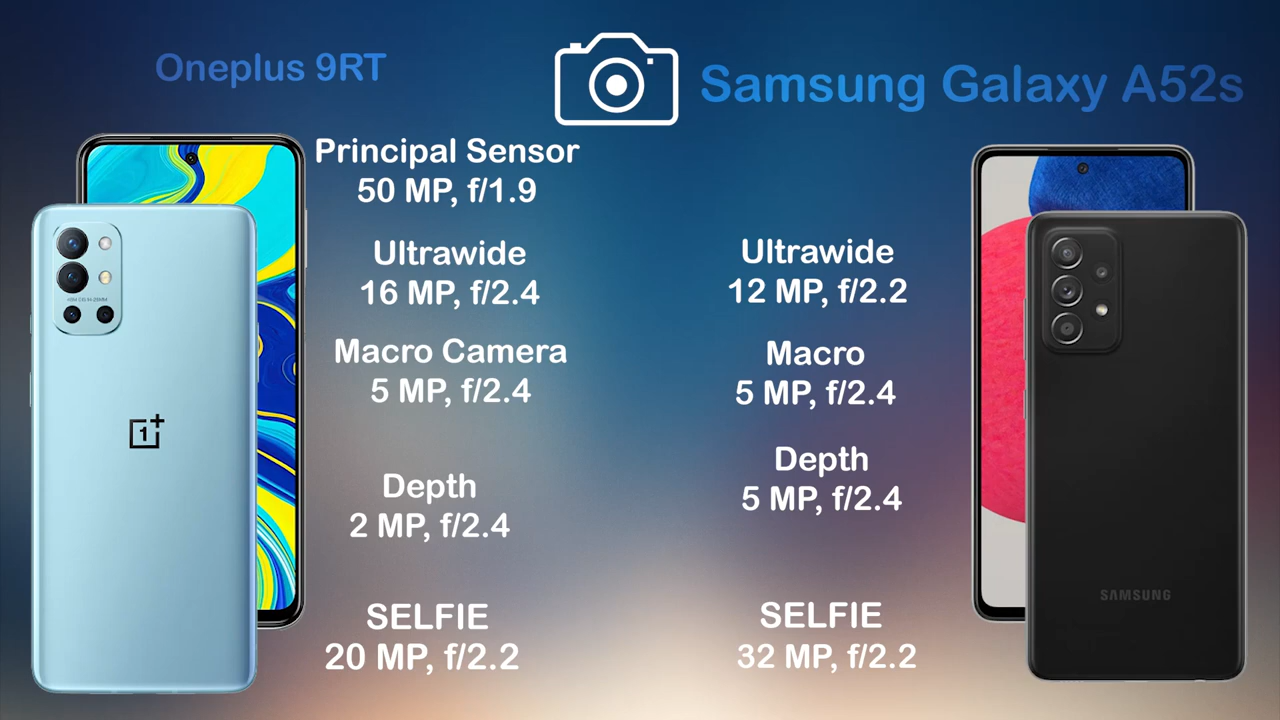 Oneplus 9RT
Samsung Galaxy A52s
Principal Sensor
50 MP, f/1.9
Ultrawide
16 MP, f/2.4
Macro Camera
5 MP, f/2.4
Depth
2 MP, f/2.4
SELFIE
20 MP, f/2.2
Ultrawide
12 MP, f/2.2
Macro
5 MP, f/2.4
Depth
5 MP, f/2.4
SELFIE
32 MP, f/2.2
SAMSUNG